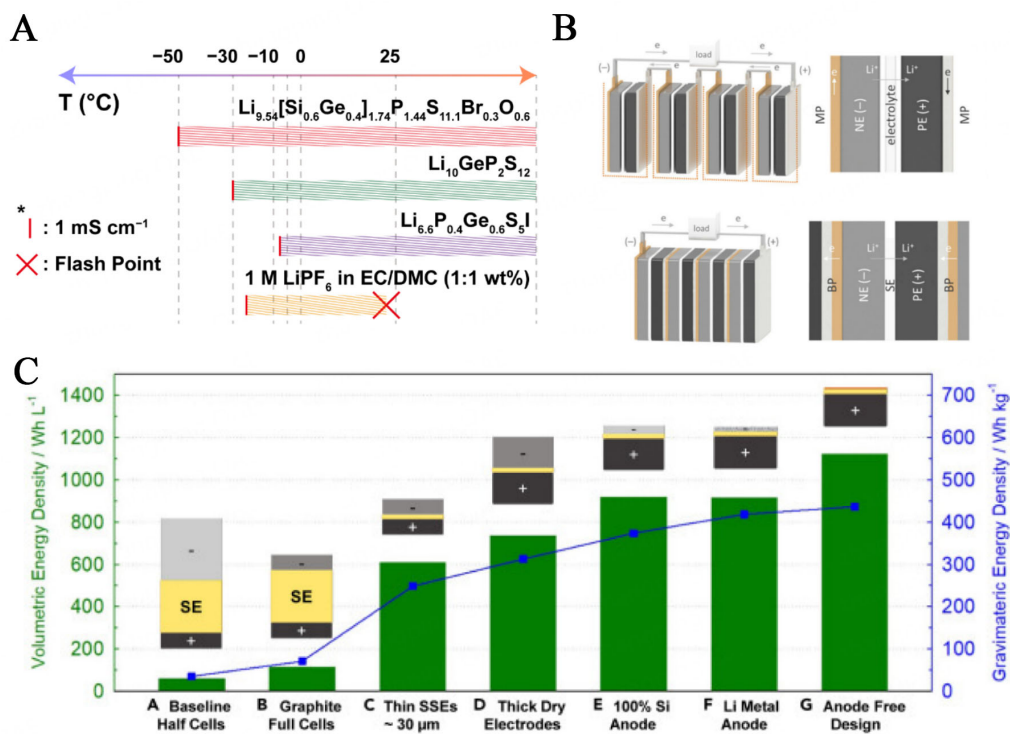 A
−50 −30 −10 0 25
T (°C)
Li9.54[Si0.6Ge0.4]1.74P1.44S11.1Br0.3O0.6
Li10GeP2S12
Li6.6P0.4Ge0.6S5I
* | : 1 mS cm−1
: Flash Point
1 M LiPF6 in EC/DMC (1:1 wt%)
B
e load e
(−) e e (+)
MP
e
NE (−)
Li+
electrolyte
PE (+)
e
MP
e load e
(−) (+)
e
BP
NE (−)
Li+
SE
PE (+)
e
BP
C
Volumetric Energy Density / Wh L-1
1400
1200
1000
800
600
400
200
0
- SE +
- +
- +
- +
- +
- +
+
700
600
500
400
300
200
100
0
Gravimateric Energy Density / Wh kg-1
A Baseline
Half Cells
B Graphite
Full Cells
C Thin SSEs
~ 30 μm
D Thick Dry
Electrodes
E 100% Si
Anode
F Li Metal
Anode
G Anode Free
Design